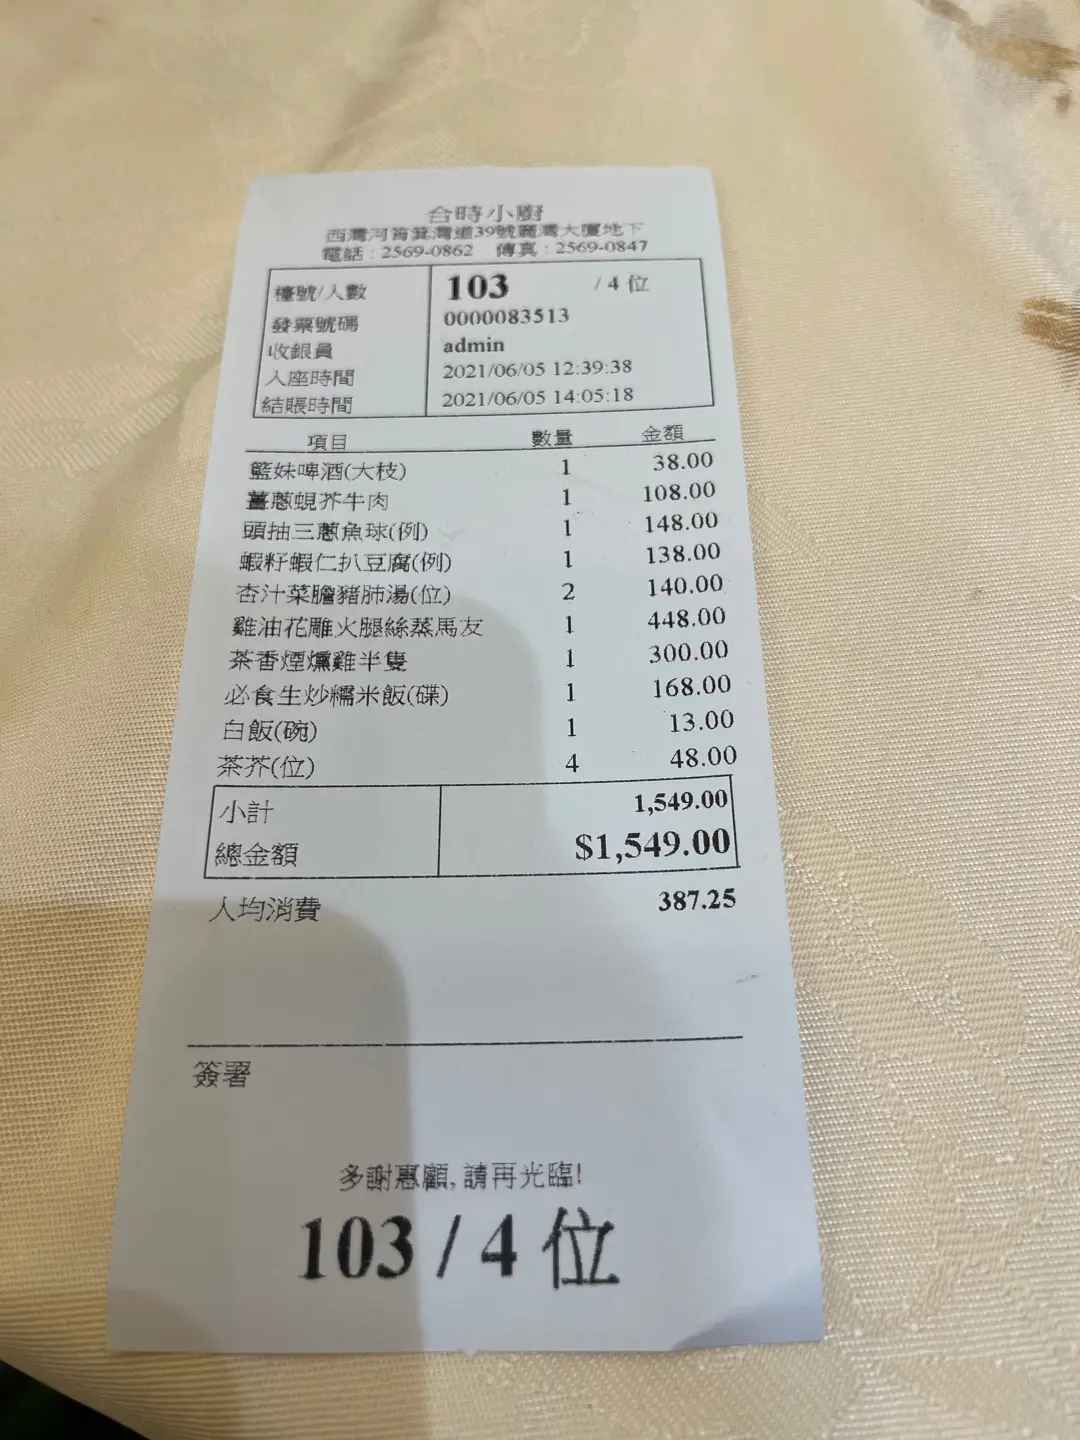 合時小廚
西灣河筲箕灣道39號麗灣大廈地下
電話：2569-0862 傳真：2569-0847
檯號/人數 103 / 4 位
發票號碼 0000083513
收銀員 admin
入座時間 2021/06/05 12:39:38
結賬時間 2021/06/05 14:05:18
項目 數量 金額
籃妹啤酒(大枝) 1 38.00
薑蔥蜆芥牛肉 1 108.00
頭抽三蔥魚球(例) 1 148.00
蝦籽蝦仁扒豆腐(例) 1 138.00
杏汁菜膽豬肺湯(位) 2 140.00
雞油花雕火腿絲蒸馬友 1 448.00
茶香煙燻雞半隻 1 300.00
必食生炒糯米飯(碟) 1 168.00
白飯(碗) 1 13.00
茶芥(位) 4 48.00
小計 1,549.00
總金額 $1,549.00
人均消費 387.25
簽署
多謝惠顧,請再光臨!
103 / 4 位